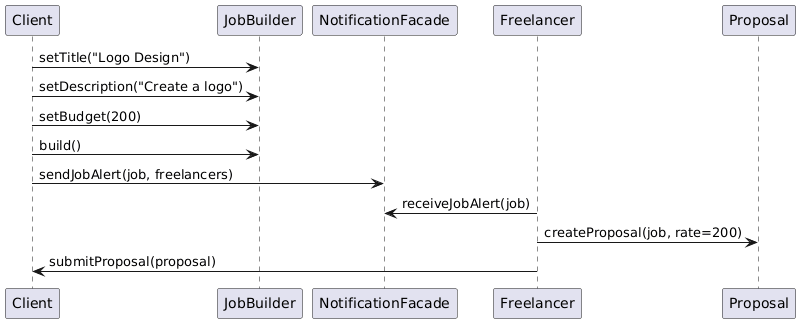 Client JobBuilder NotificationFacade Freelancer Proposal
setTitle("Logo Design")
setDescription("Create a logo")
setBudget(200)
build()
sendJobAlert(job, freelancers)
receiveJobAlert(job)
createProposal(job, rate=200)
submitProposal(proposal)
Client JobBuilder NotificationFacade Freelancer Proposal